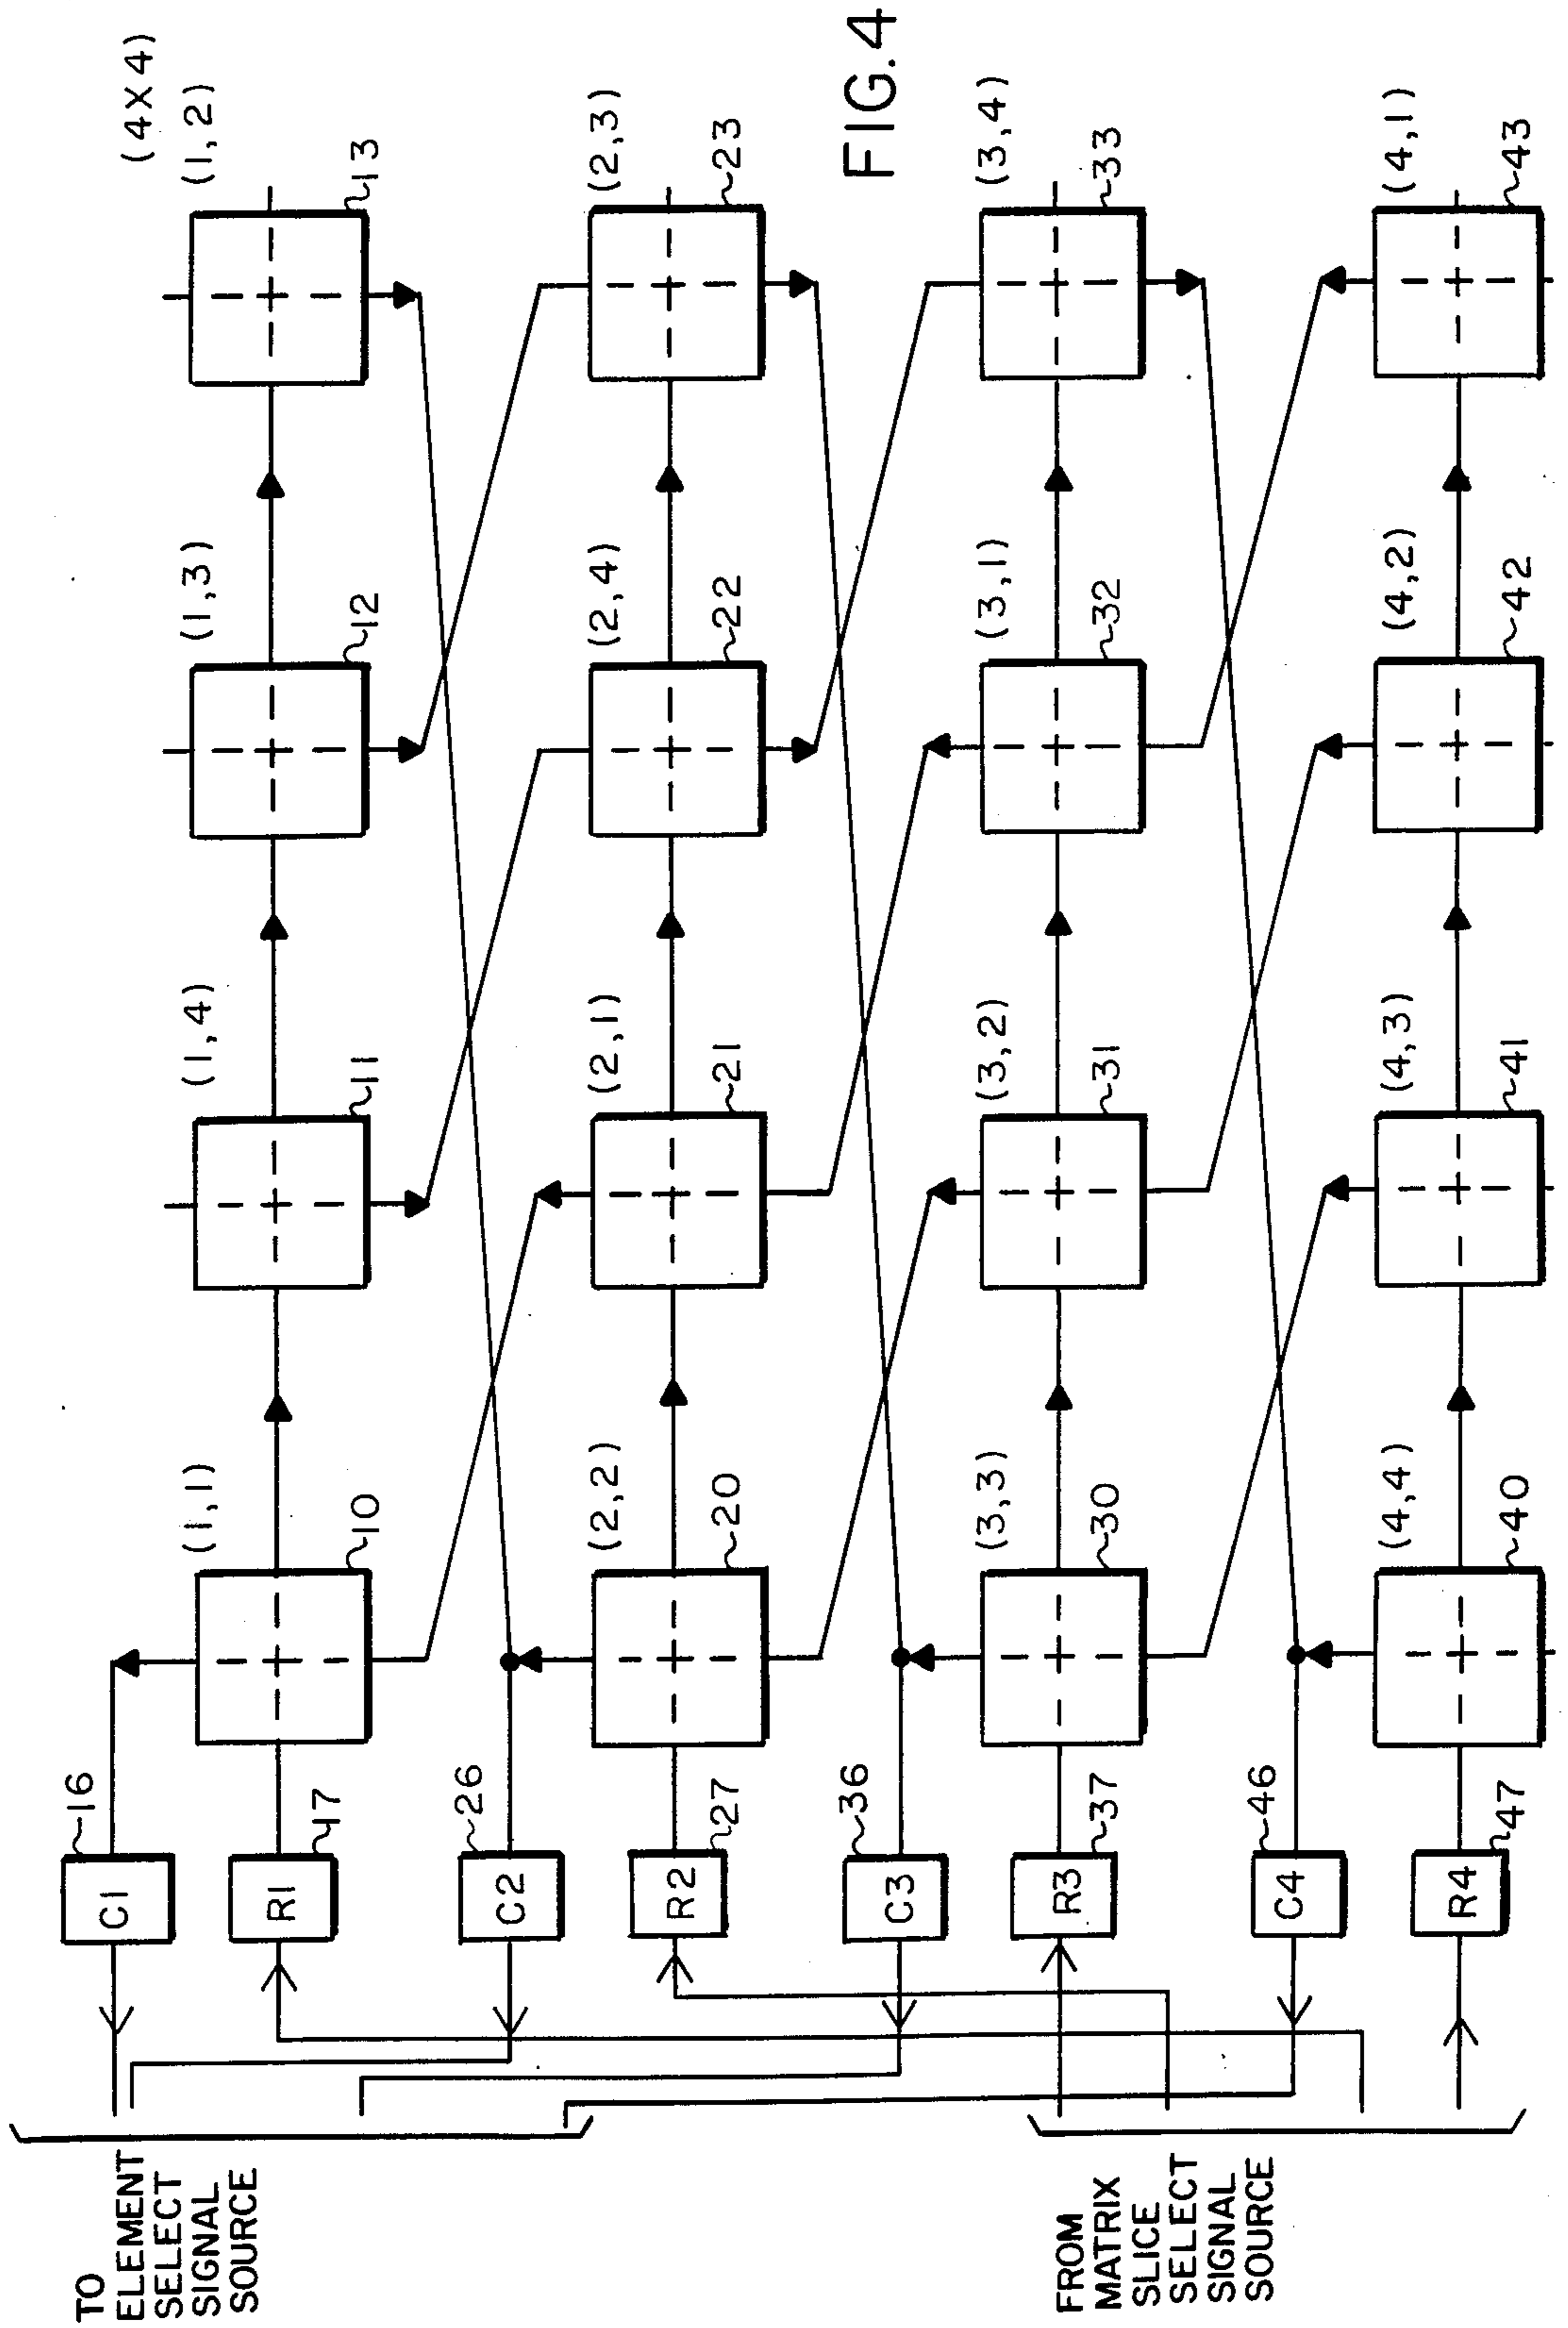 (4X4)
TO
ELEMENT
SELECT
SIGNAL
SOURCE
C1 16
(1,1) (1,4) (1,3) (1,2)
R1 17 10 11 12 13
C2 26
(2,2) (2,1) (2,4) (2,3)
R2 27 20 21 22 23
FIG.4
C3 36
(3,3) (3,2) (3,1) (3,4)
FROM
MATRIX
SLICE
SELECT
SIGNAL
SOURCE
R3 37 30 31 32 33
C4 46
(4,4) (4,3) (4,2) (4,1)
R4 47 40 41 42 43